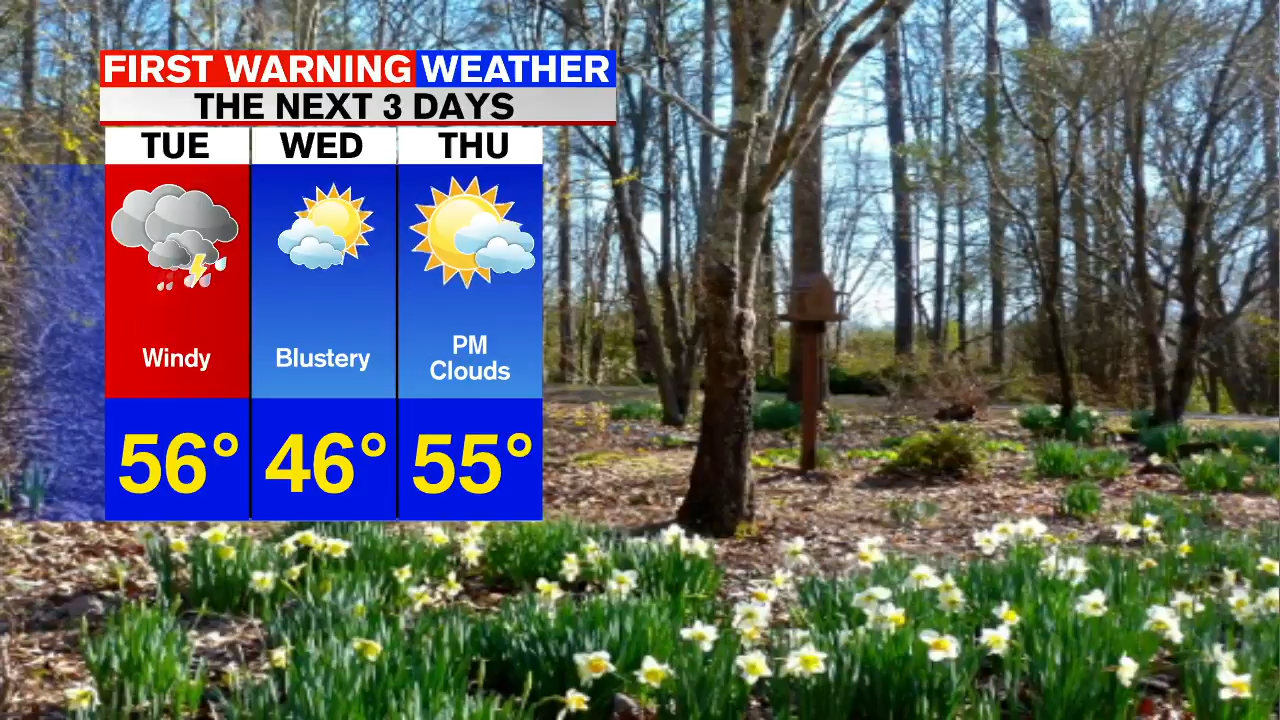 FIRST WARNING WEATHER
THE NEXT 3 DAYS
TUE WED THU
Windy Blustery PM Clouds
56° 46° 55°